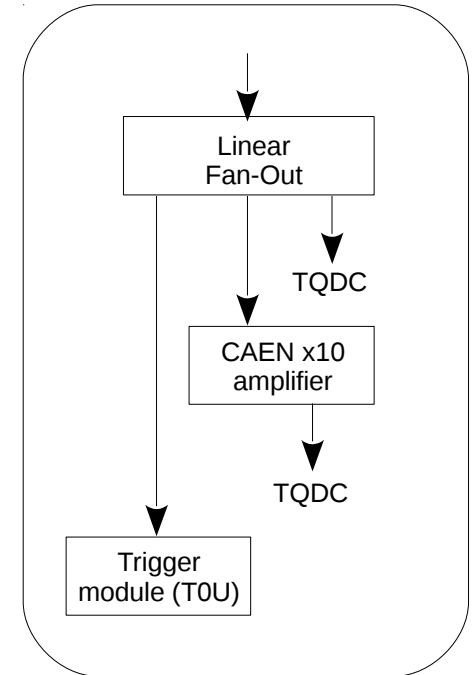 Linear
Fan-Out
TQDC
CAEN x10
amplifier
TQDC
Trigger
module (T0U)